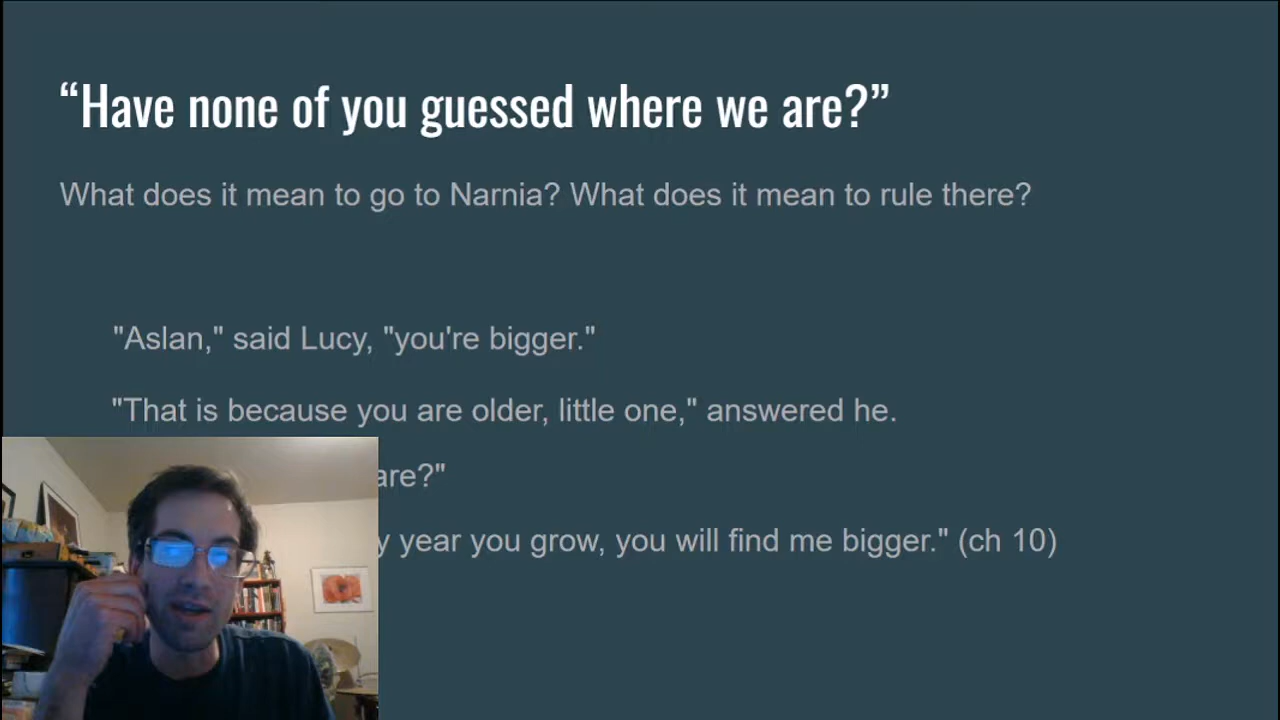 “Have none of you guessed where we are?”
What does it mean to go to Narnia? What does it mean to rule there?
"Aslan," said Lucy, "you're bigger."
"That is because you are older, little one," answered he.
are?"
year you grow, you will find me bigger." (ch 10)